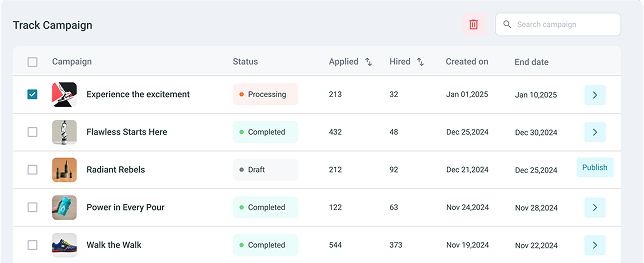 Track Campaign
Search campaign
Campaign Status Applied Hired Created on End date
Experience the excitement Processing 213 32 Jan 01,2025 Jan 10,2025
Flawless Starts Here Completed 432 48 Dec 25,2024 Dec 30,2024
Radiant Rebels Draft 212 92 Dec 21,2024 Dec 25,2024 Publish
Power in Every Pour Completed 122 63 Nov 24,2024 Nov 28,2024
Walk the Walk Completed 544 373 Nov 19,2024 Nov 22,2024